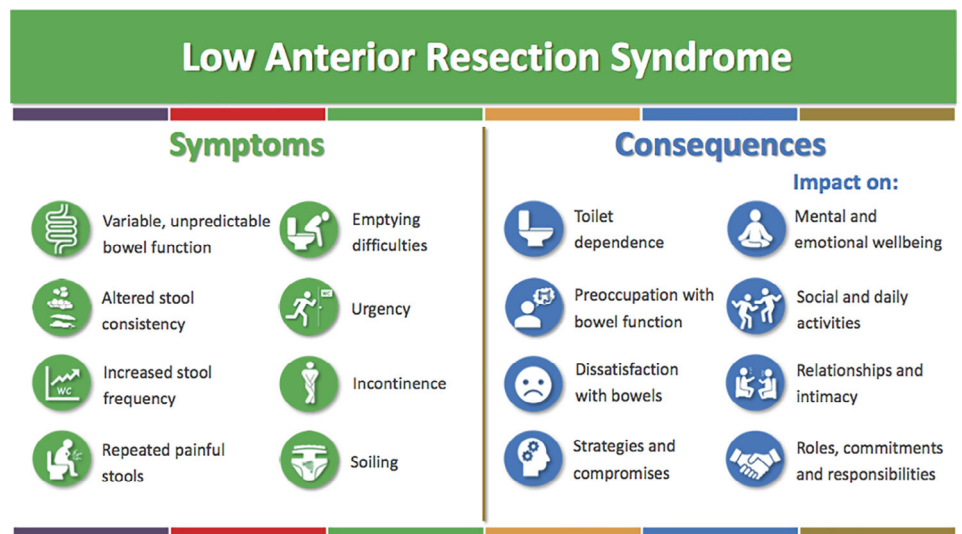 Low Anterior Resection Syndrome
Symptoms
Variable, unpredictable
bowel function
Altered stool
consistency
WC
Increased stool
frequency
Repeated painful
stools
Emptying
difficulties
Urgency
Incontinence
Soiling
Consequences
Toilet
dependence
Preoccupation with
bowel function
Dissatisfaction
with bowels
Strategies and
compromises
Impact on:
Mental and
emotional wellbeing
Social and daily
activities
Relationships and
intimacy
Roles, commitments
and responsibilities